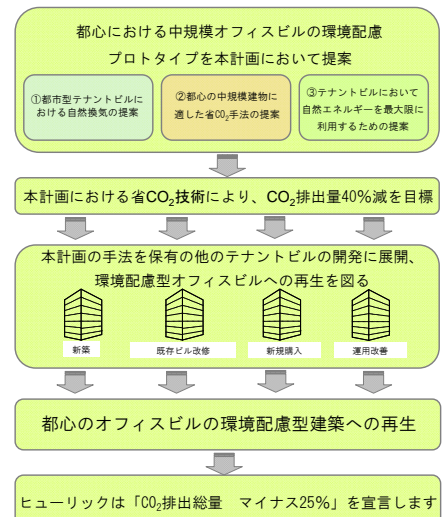 都心における中規模オフィスビルの環境配慮
プロトタイプを本計画において提案
①都市型テナントビルに
おける自然換気の提案
②都心の中規模建物に
適した省CO₂手法の提案
③テナントビルにおいて
自然エネルギーを最大限に
利用するための提案
本計画における省CO₂技術により、CO₂排出量40%減を目標
本計画の手法を保有の他のテナントビルの開発に展開、
環境配慮型オフィスビルへの再生を図る
新築
既存ビル改修
新規購入
運用改善
都心のオフィスビルの環境配慮型建築への再生
ヒューリックは「CO₂排出総量　マイナス25%」を宣言します